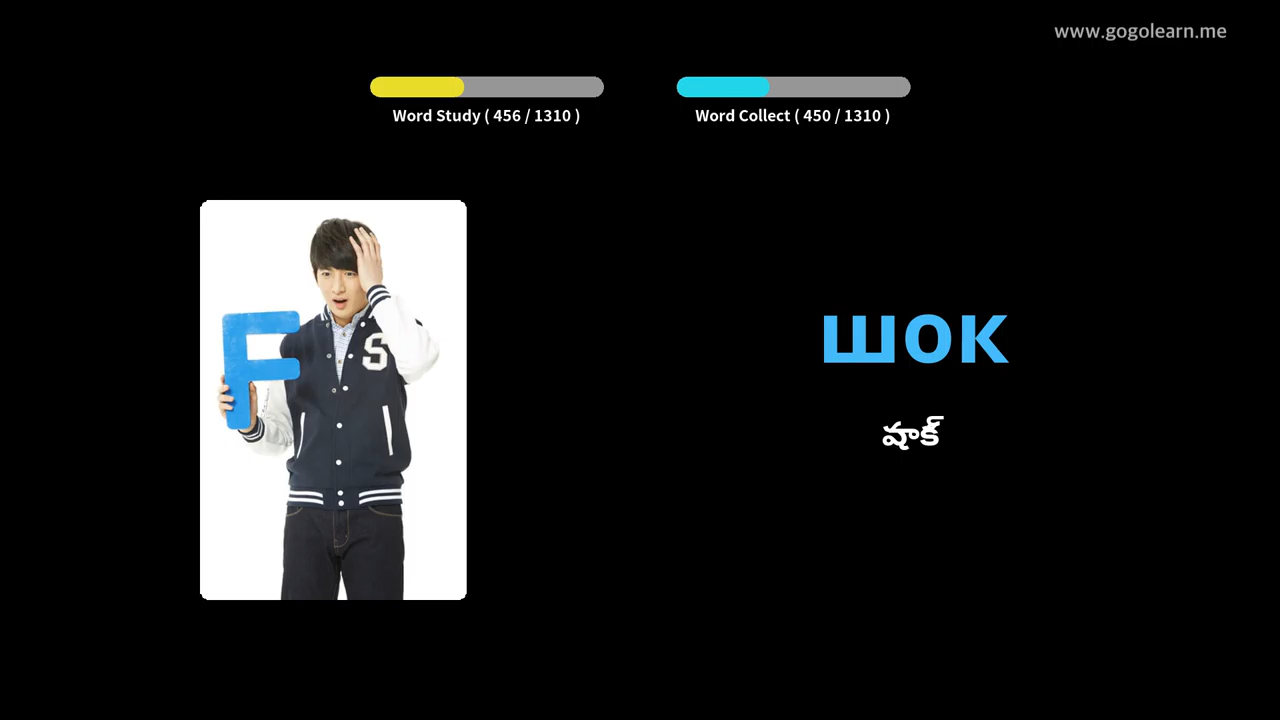 www.gogolearn.me
Word Study ( 456 / 1310 )
Word Collect ( 450 / 1310 )
F
S
шок
షాక్